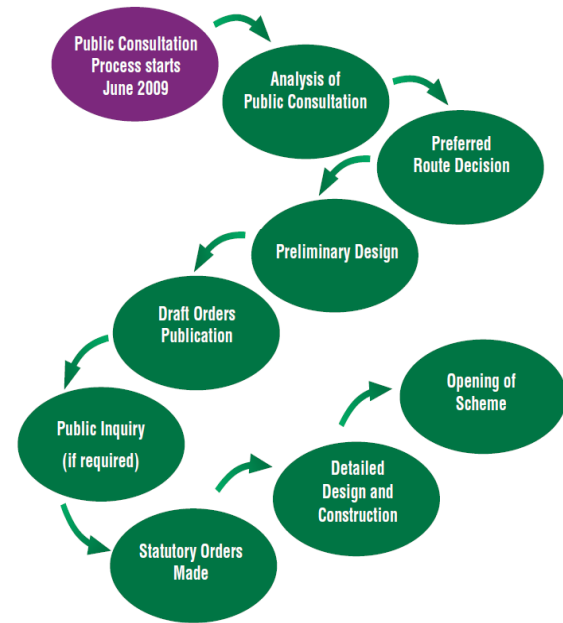 Public Consultation
Process starts
June 2009
Analysis of
Public Consultation
Preferred
Route Decision
Preliminary Design
Draft Orders
Publication
Public Inquiry
(if required)
Statutory Orders
Made
Detailed
Design and
Construction
Opening of
Scheme